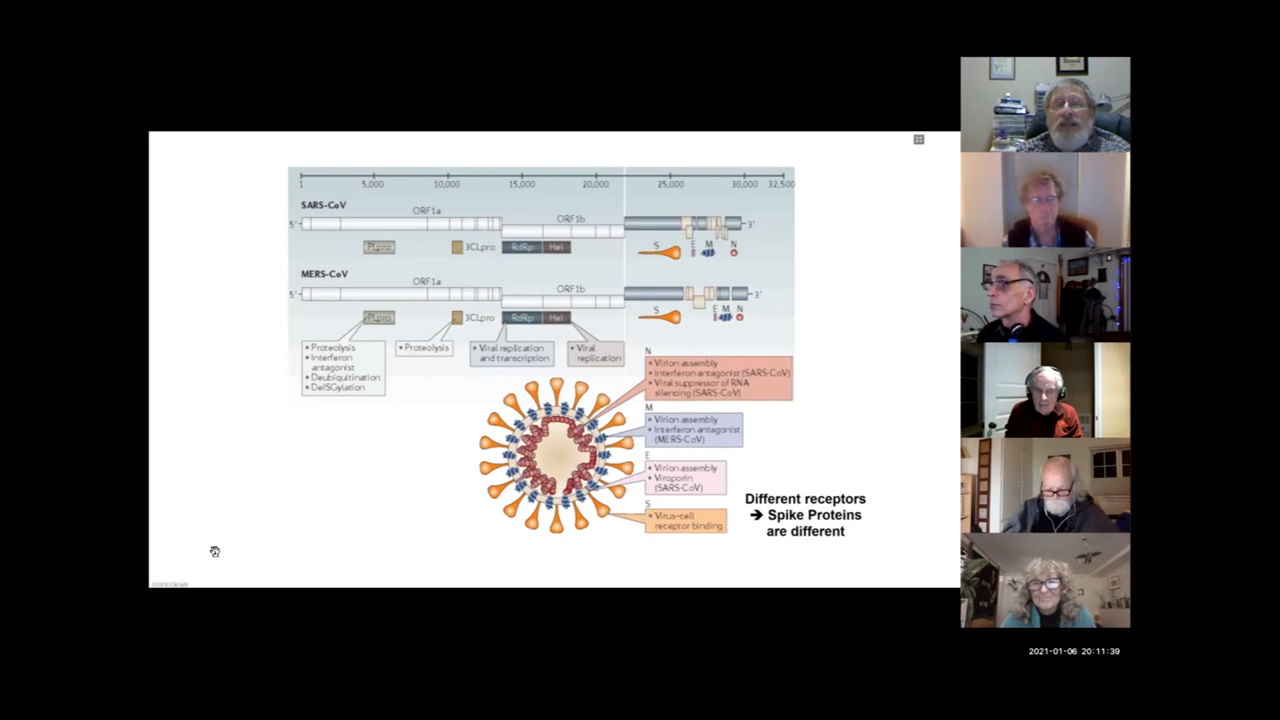 1 5,000 10,000 15,000 20,000 25,000 30,000 32,500
SARS-CoV
ORF1a
ORF1b
5' 3'
PLpro 3CLpro RdRp Hel S E M N
MERS-CoV
ORF1a
ORF1b
5' 3'
PLpro 3CLpro RdRp Hel S E M N
• Proteolysis
• Interferon
antagonist
• Deubiquitination
• DeISGylation
• Proteolysis
• Viral replication
and transcription
• Viral
replication
N
• Virion assembly
• Interferon antagonist (SARS-CoV)
• Viral suppressor of RNA
silencing (SARS-CoV)
M
• Virion assembly
• Interferon antagonist
(MERS-CoV)
E
• Virion assembly
• Viroporin
(SARS-CoV)
S
• Virus–cell
receptor binding
Different receptors
➔ Spike Proteins
are different
2021-01-06 20:11:39